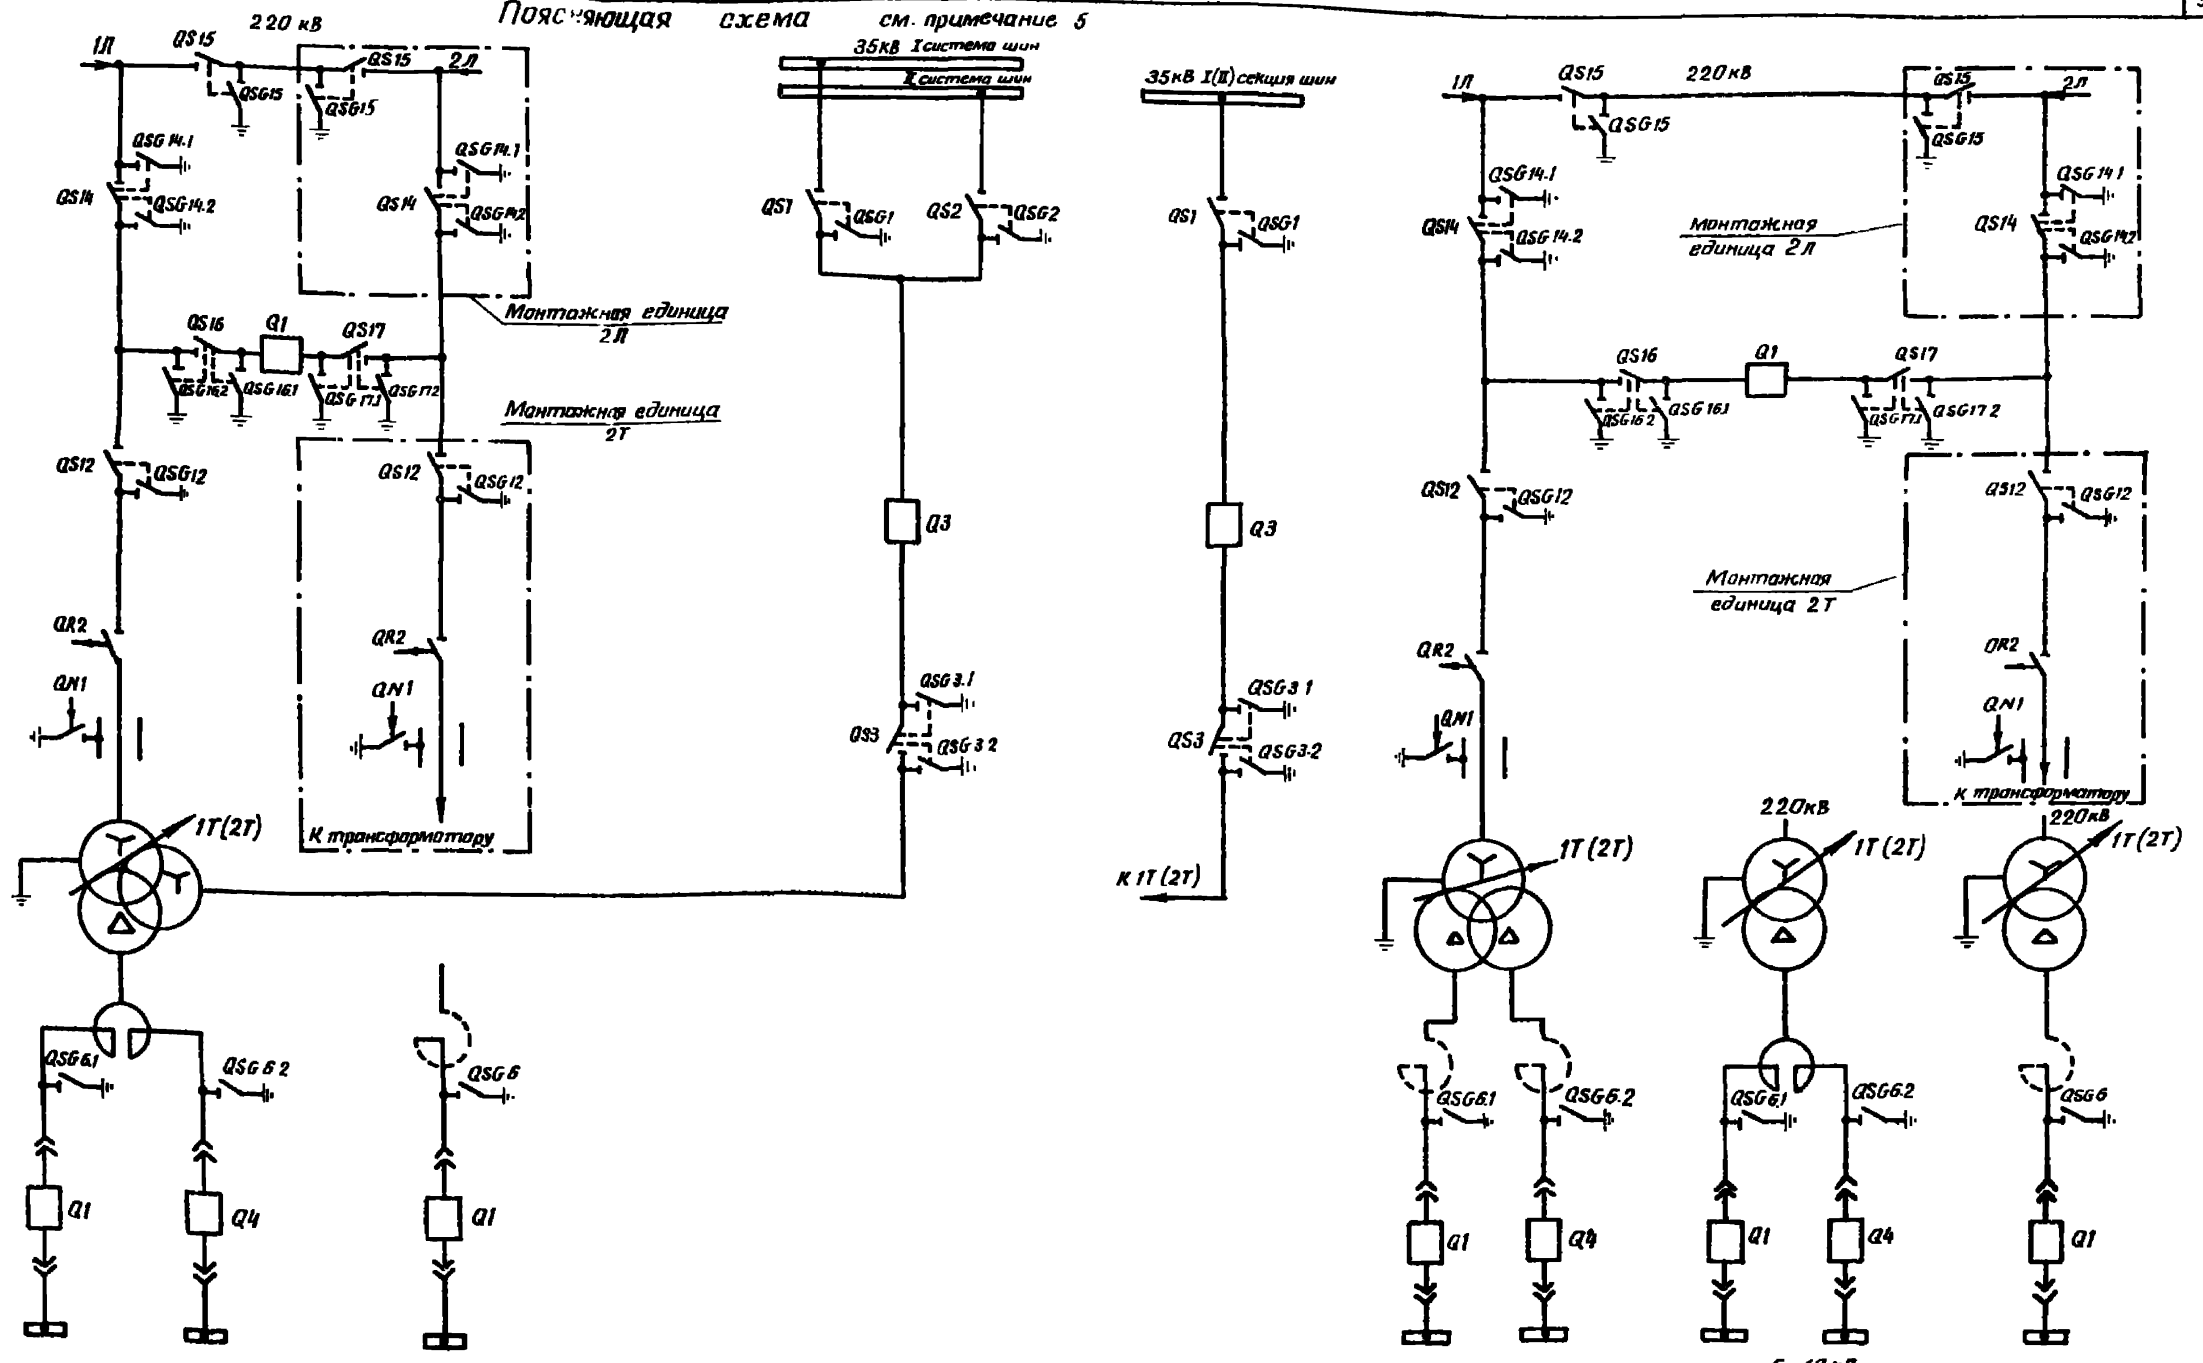 Поясняющая схема см. примечание 5
220 кВ
1Л
QS15
QS15
2Л
QSG15
QSG15
QSG14.1
QSG14.1
QS14
QSG14.2
QS14
QSG14.2
Монтажная единица
2Л
QS16
Q1
QS17
QSG16.2
QSG16.1
QSG17.1
QSG17.2
Монтажная единица
2Т
QS12
QSG12
QS12
QSG12
QR2
QR2
QN1
QN1
К трансформатору
1Т(2Т)
QSG6.1
QSG6.2
QSG6
Q1
Q4
Q1
35кВ I система шин
II система шин
QS1
QSG1
QS2
QSG2
Q3
QSG3.1
QS3
QSG3.2
35кВ I(II) секция шин
QS1
QSG1
Q3
QSG3.1
QS3
QSG3.2
К 1Т(2Т)
1Л
QS15
220кВ
QS15
2Л
QSG15
QSG15
QSG14.1
QSG14.1
QS14
QSG14.2
Монтажная
единица 2Л
QS14
QSG14.2
QS16
Q1
QS17
QSG16.2
QSG16.1
QSG17.1
QSG17.2
QS12
QSG12
QS12
QSG12
Монтажная
единица 2Т
QR2
QR2
QN1
QN1
К трансформатору
220кВ
220кВ
1Т(2Т)
1Т(2Т)
1Т(2Т)
QSG6.1
QSG6.2
QSG6.1
QSG6.2
QSG6
Q1
Q4
Q1
Q4
Q1